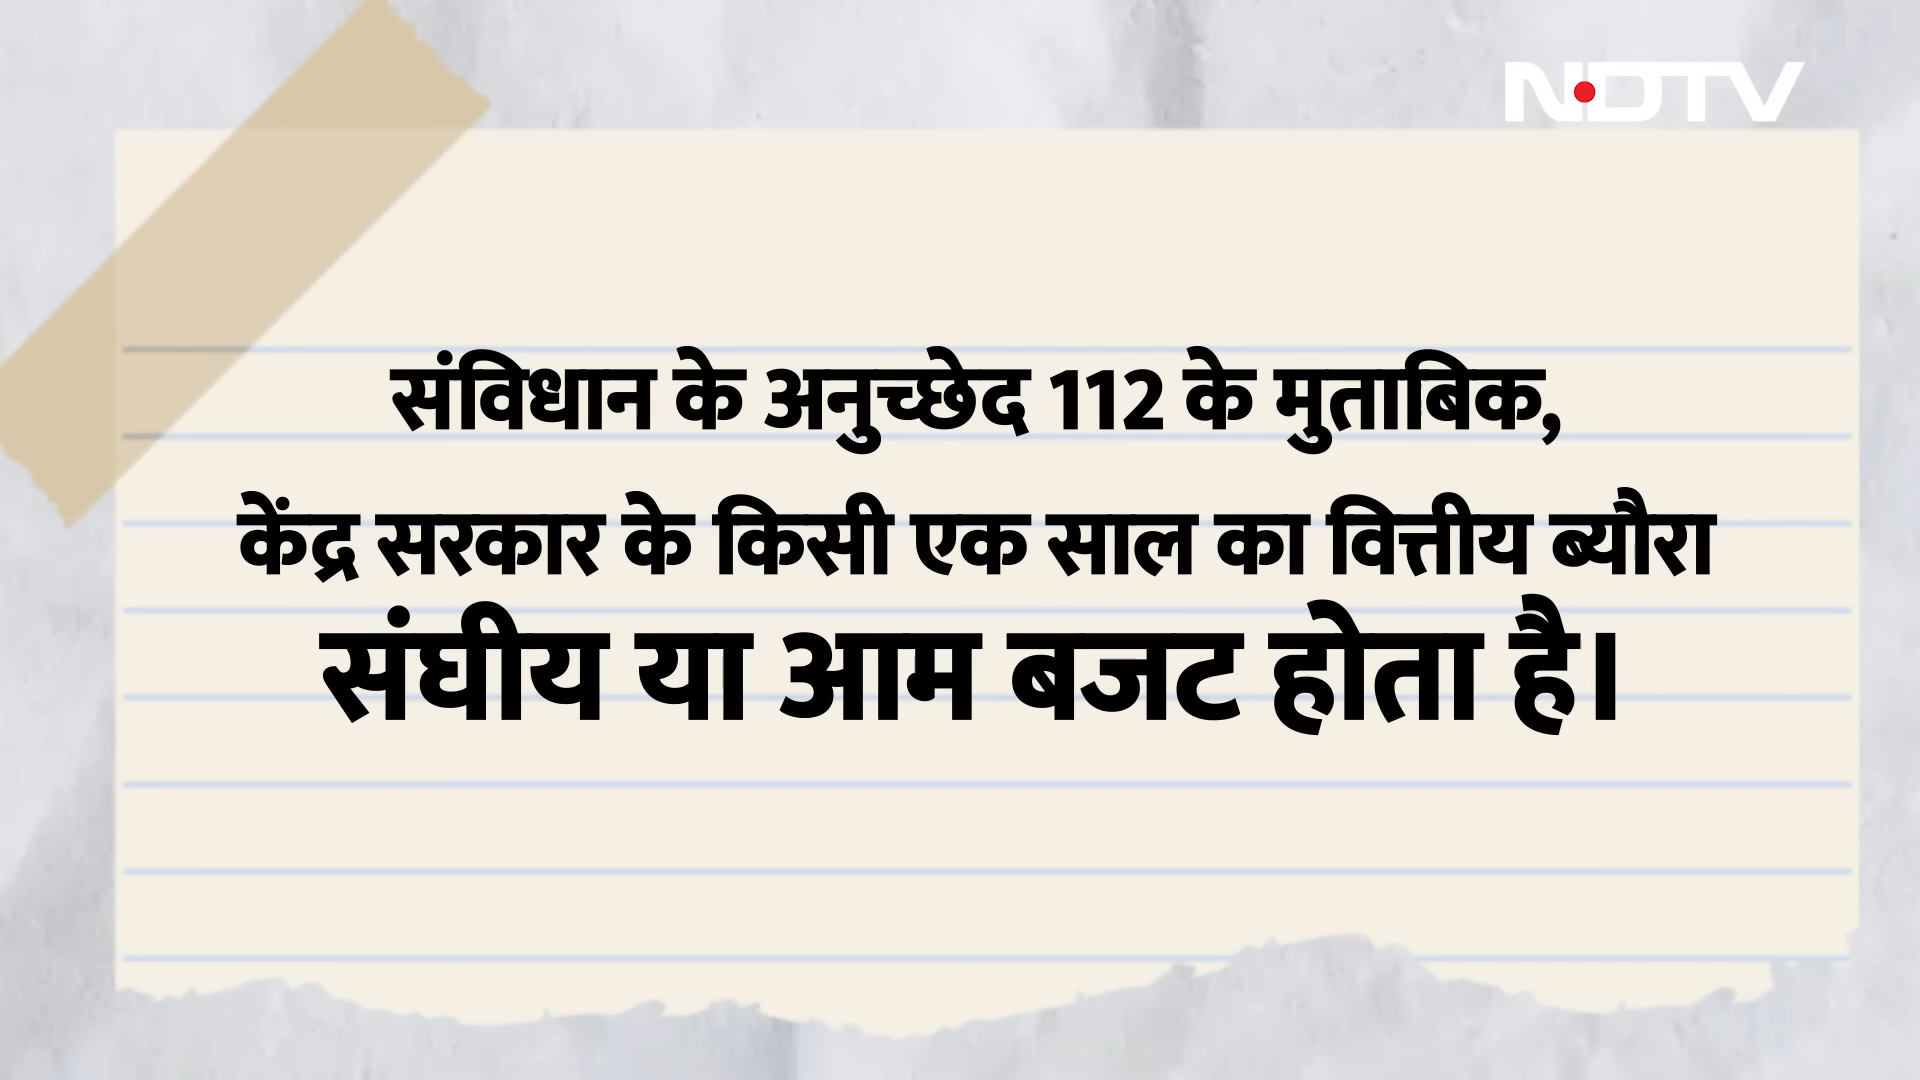 NDTV
संविधान के अनुच्छेद 112 के मुताबिक,
केंद्र सरकार के किसी एक साल का वित्तीय ब्यौरा
संघीय या आम बजट होता है।